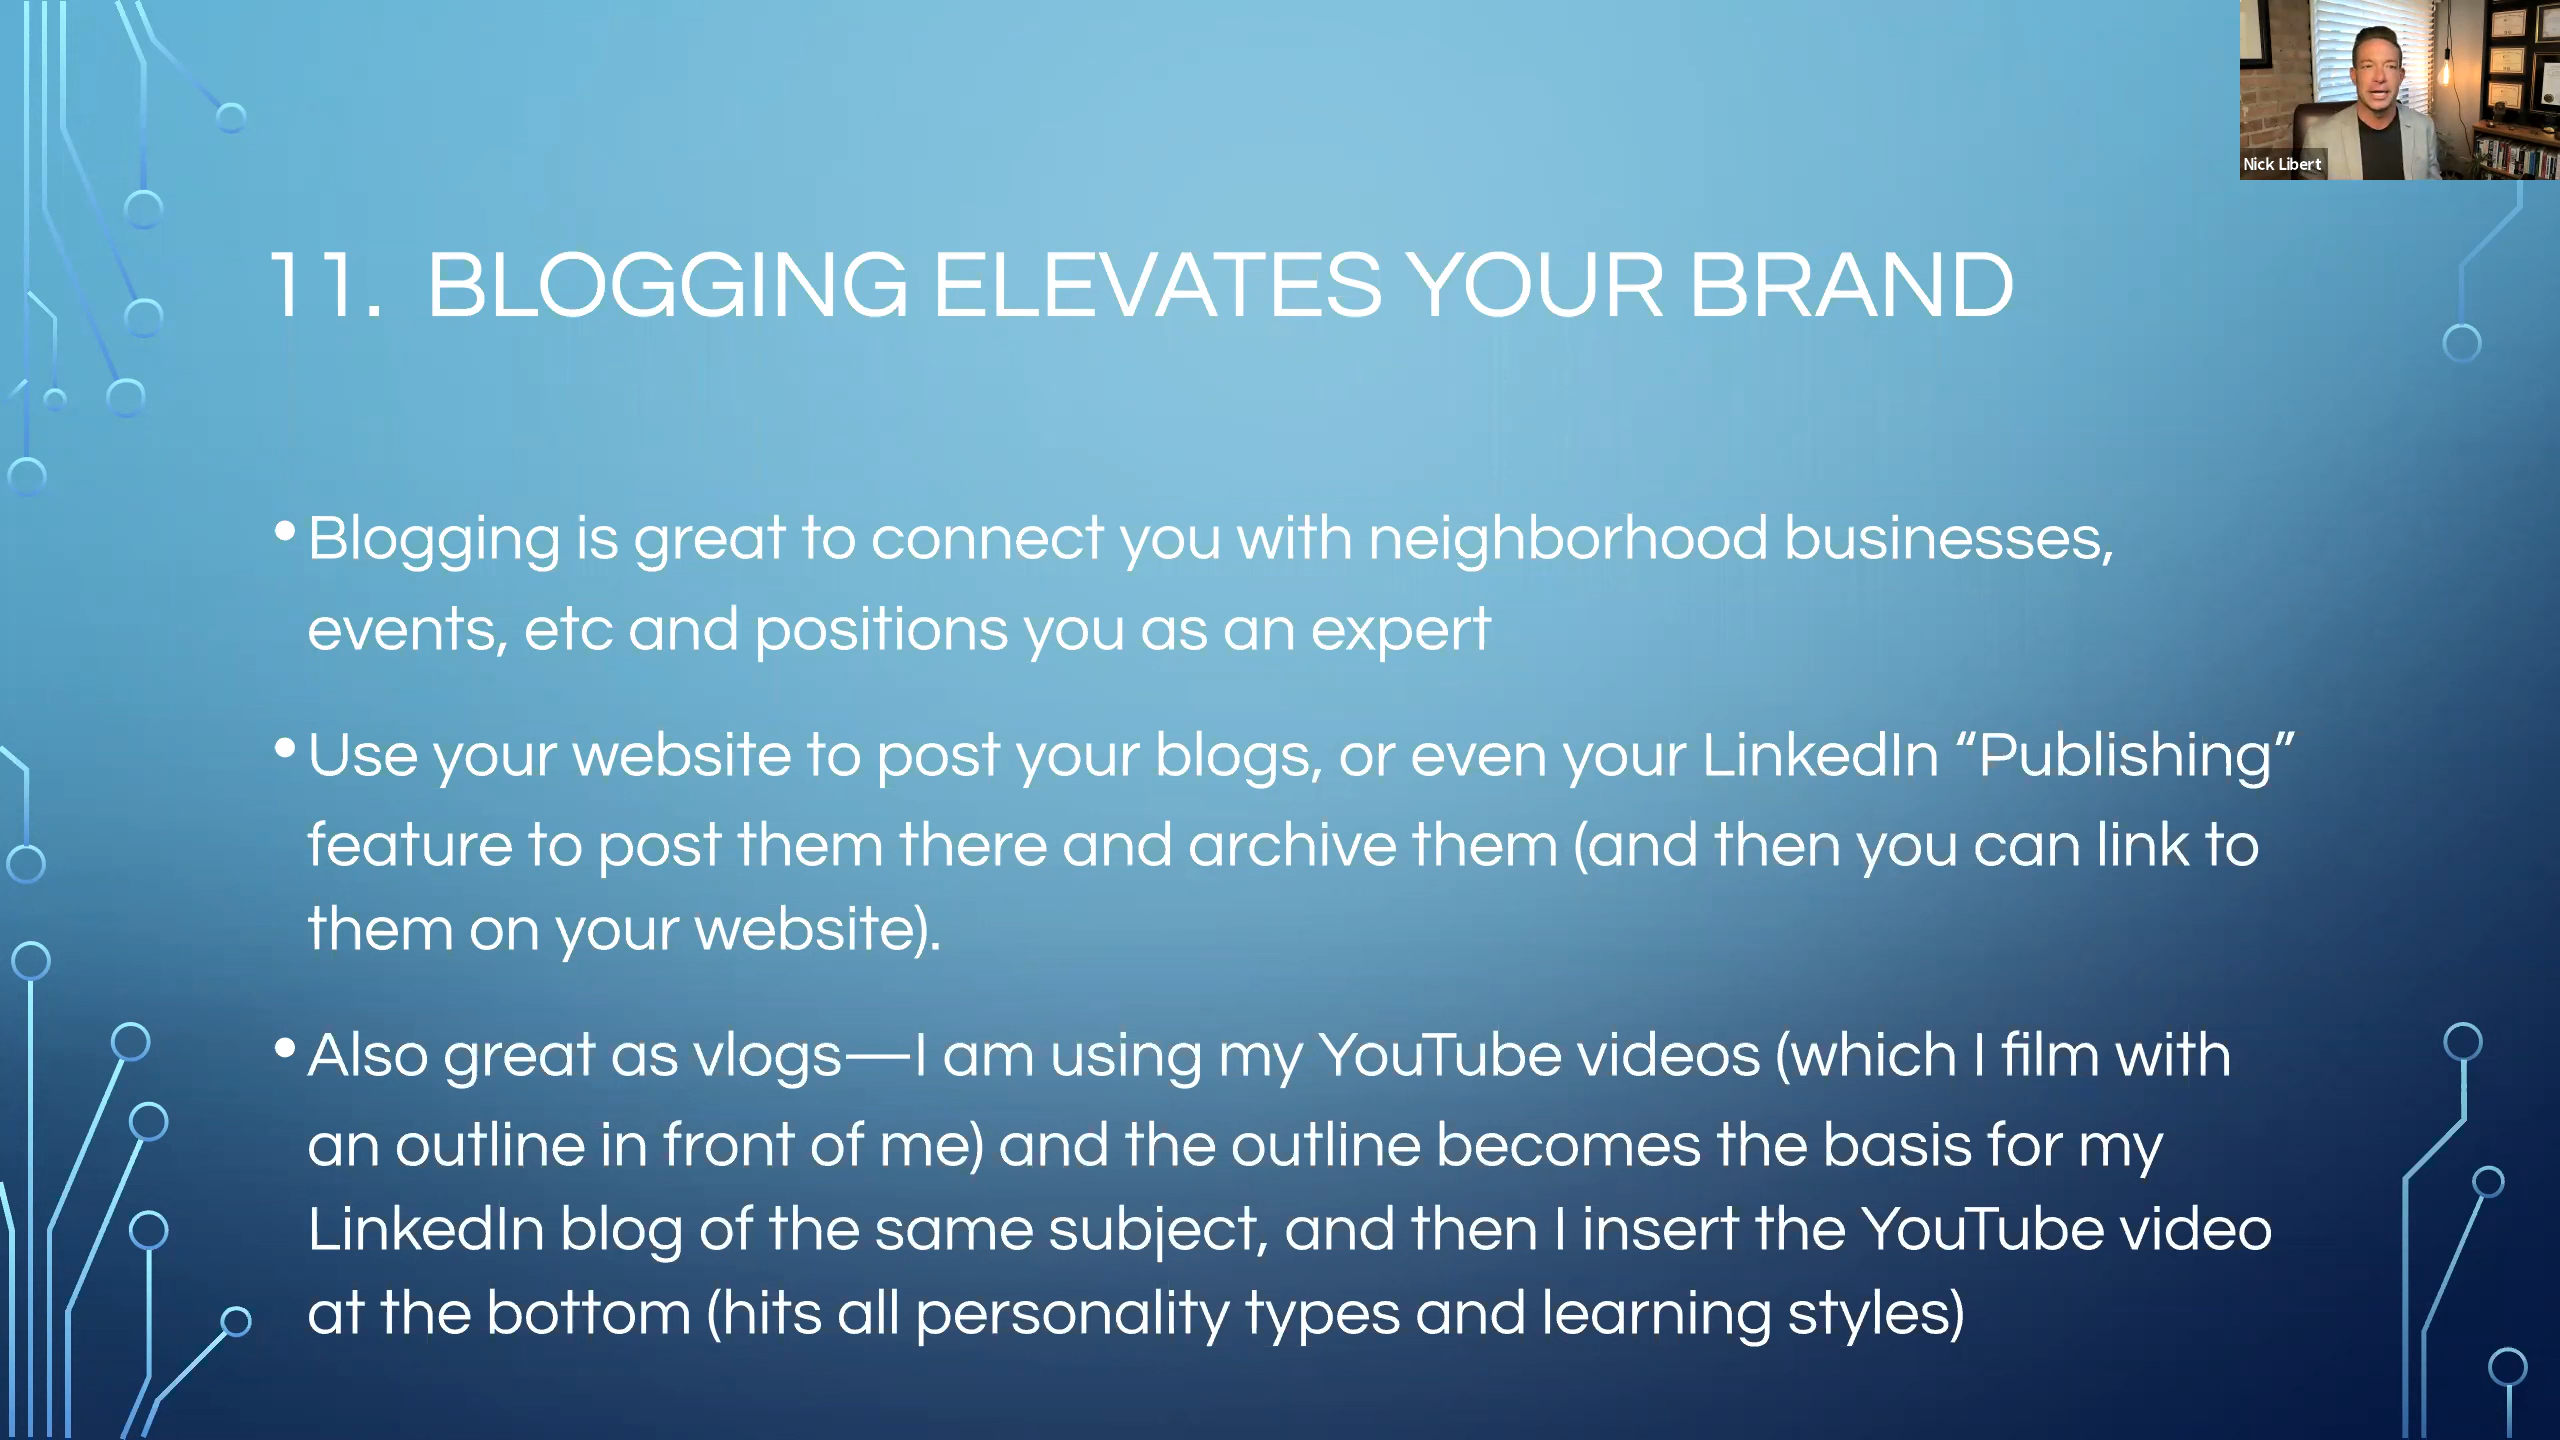 Nick Libert
11. BLOGGING ELEVATES YOUR BRAND
• Blogging is great to connect you with neighborhood businesses,
events, etc and positions you as an expert
• Use your website to post your blogs, or even your LinkedIn “Publishing”
feature to post them there and archive them (and then you can link to
them on your website).
• Also great as vlogs—I am using my YouTube videos (which I film with
an outline in front of me) and the outline becomes the basis for my
LinkedIn blog of the same subject, and then I insert the YouTube video
at the bottom (hits all personality types and learning styles)